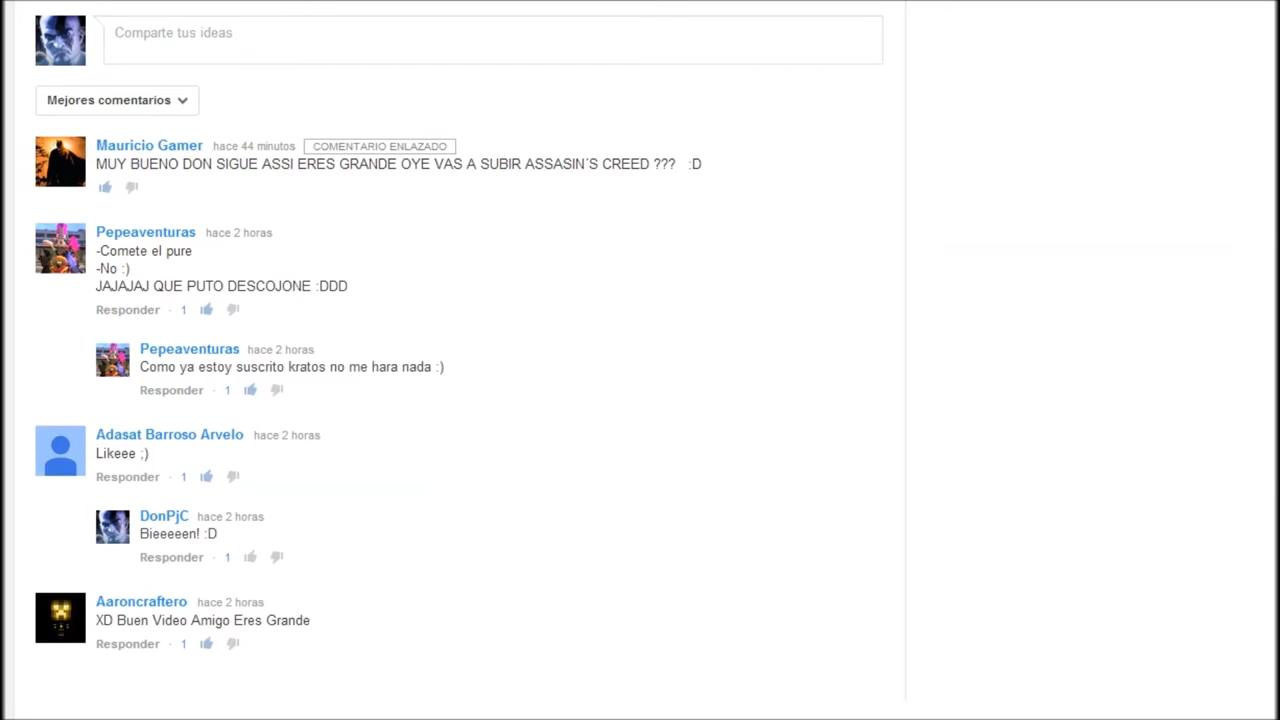 Comparte tus ideas
Mejores comentarios
Mauricio Gamer hace 44 minutos COMENTARIO ENLAZADO
MUY BUENO DON SIGUE ASSI ERES GRANDE OYE VAS A SUBIR ASSASIN´S CREED ??? :D
Pepeaventuras hace 2 horas
-Comete el pure
-No :)
JAJAJAJ QUE PUTO DESCOJONE :DDD
Responder · 1
Pepeaventuras hace 2 horas
Como ya estoy suscrito kratos no me hara nada :)
Responder · 1
Adasat Barroso Arvelo hace 2 horas
Likeee ;)
Responder · 1
DonPjC hace 2 horas
Bieeeeen! :D
Responder · 1
Aaroncraftero hace 2 horas
XD Buen Video Amigo Eres Grande
Responder · 1